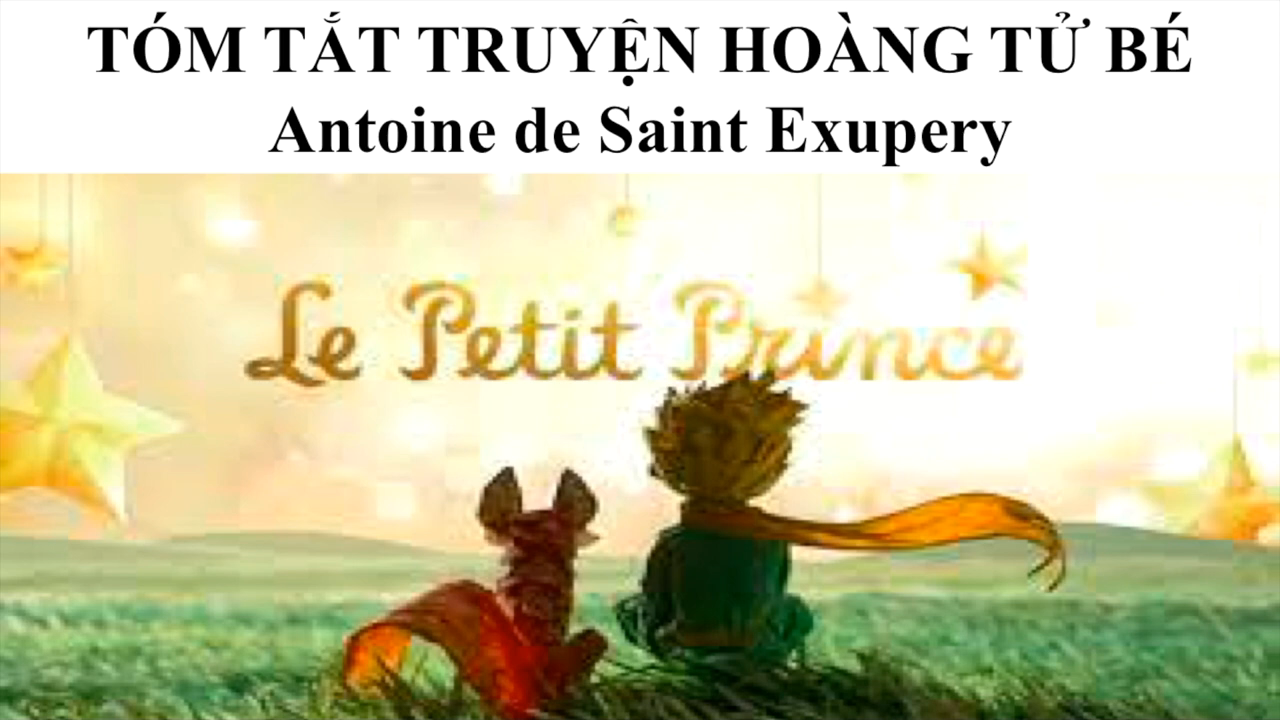 TÓM TẮT TRUYỆN HOÀNG TỬ BÉ
Antoine de Saint Exupery
Le Petit Prince